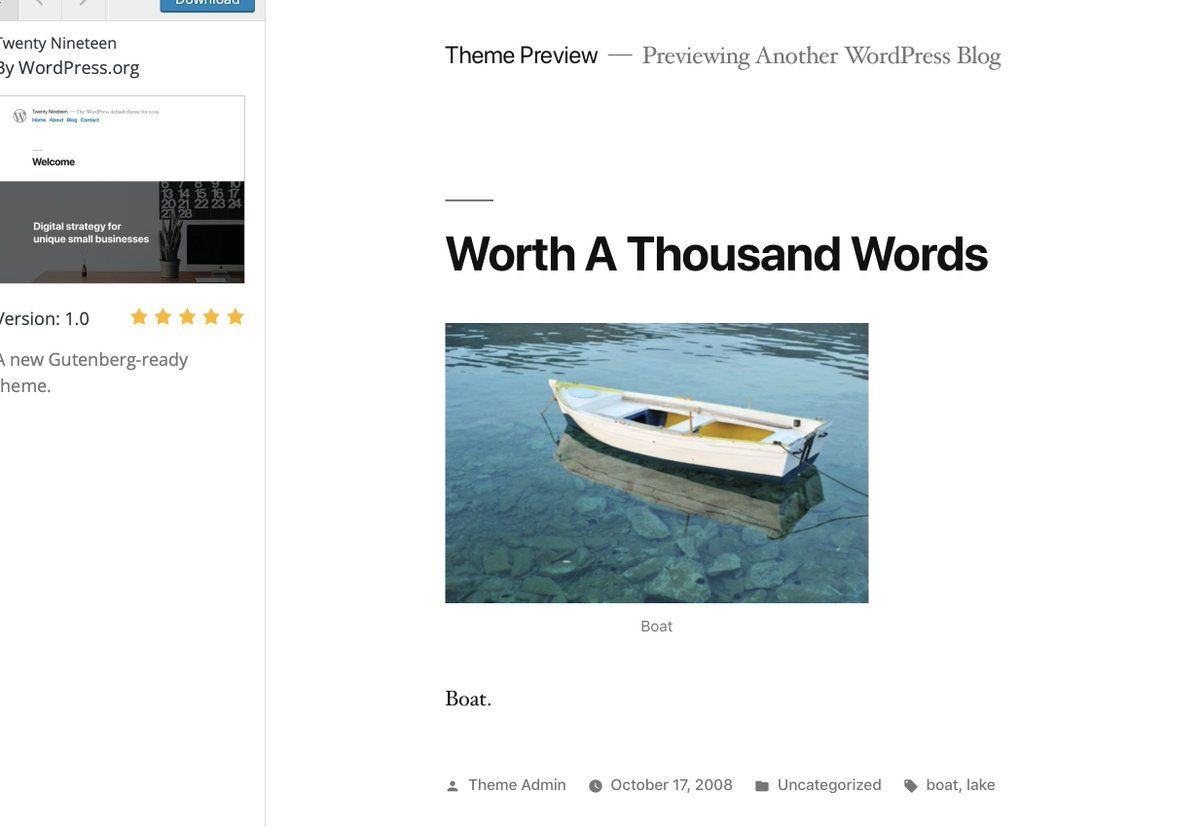 Download
Twenty Nineteen
By WordPress.org
Twenty Nineteen — The WordPress default theme for 2019
Home About Blog Contact
Welcome
Digital strategy for
unique small businesses
Version: 1.0
A new Gutenberg-ready
theme.
Theme Preview — Previewing Another WordPress Blog
Worth A Thousand Words
Boat
Boat.
Theme Admin October 17, 2008 Uncategorized boat, lake